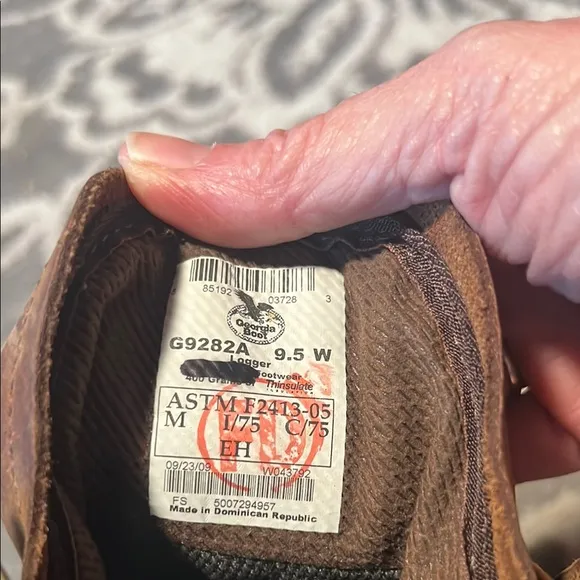 85192 03728 3
Georgia
Boot
G9282A 9.5 W
Logger
Footwear
400 Grams of Thinsulate
INSULATION
ASTM F2413-05
M I/75 C/75
EH
09/23/09 W043792
FS 5007294957
Made in Dominican Republic